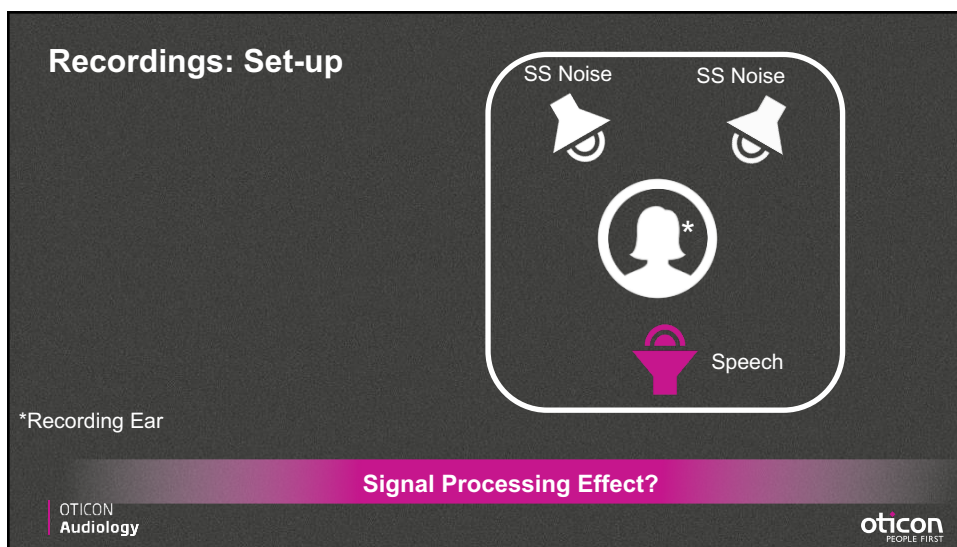 Recordings: Set-up
SS Noise
SS Noise
*
Speech
*Recording Ear
Signal Processing Effect?
OTICON
Audiology
oticon
PEOPLE FIRST